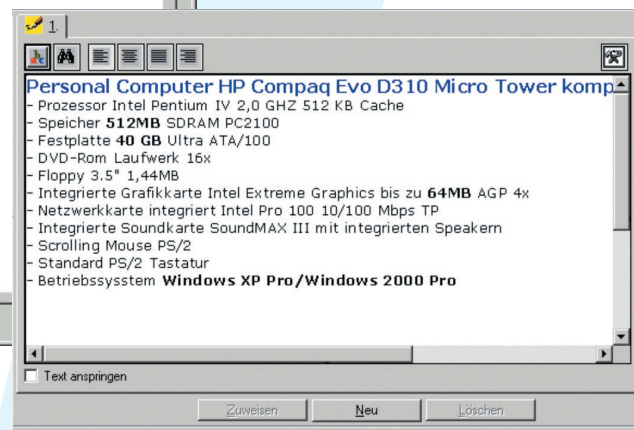 1.
Personal Computer HP Compaq Evo D310 Micro Tower komp
- Prozessor Intel Pentium IV 2,0 GHZ 512 KB Cache
- Speicher 512MB SDRAM PC2100
- Festplatte 40 GB Ultra ATA/100
- DVD-Rom Laufwerk 16x
- Floppy 3.5" 1,44MB
- Integrierte Grafikkarte Intel Extreme Graphics bis zu 64MB AGP 4x
- Netzwerkkarte integriert Intel Pro 100 10/100 Mbps TP
- Integrierte Soundkarte SoundMAX III mit integrierten Speakern
- Scrolling Mouse PS/2
- Standard PS/2 Tastatur
- Betriebssysstem Windows XP Pro/Windows 2000 Pro
Text anspringen
Zuweisen Neu Löschen